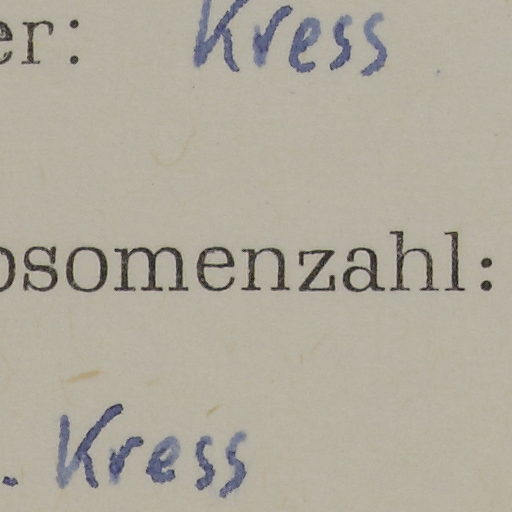 er: Kress
osomenzahl:
. Kress